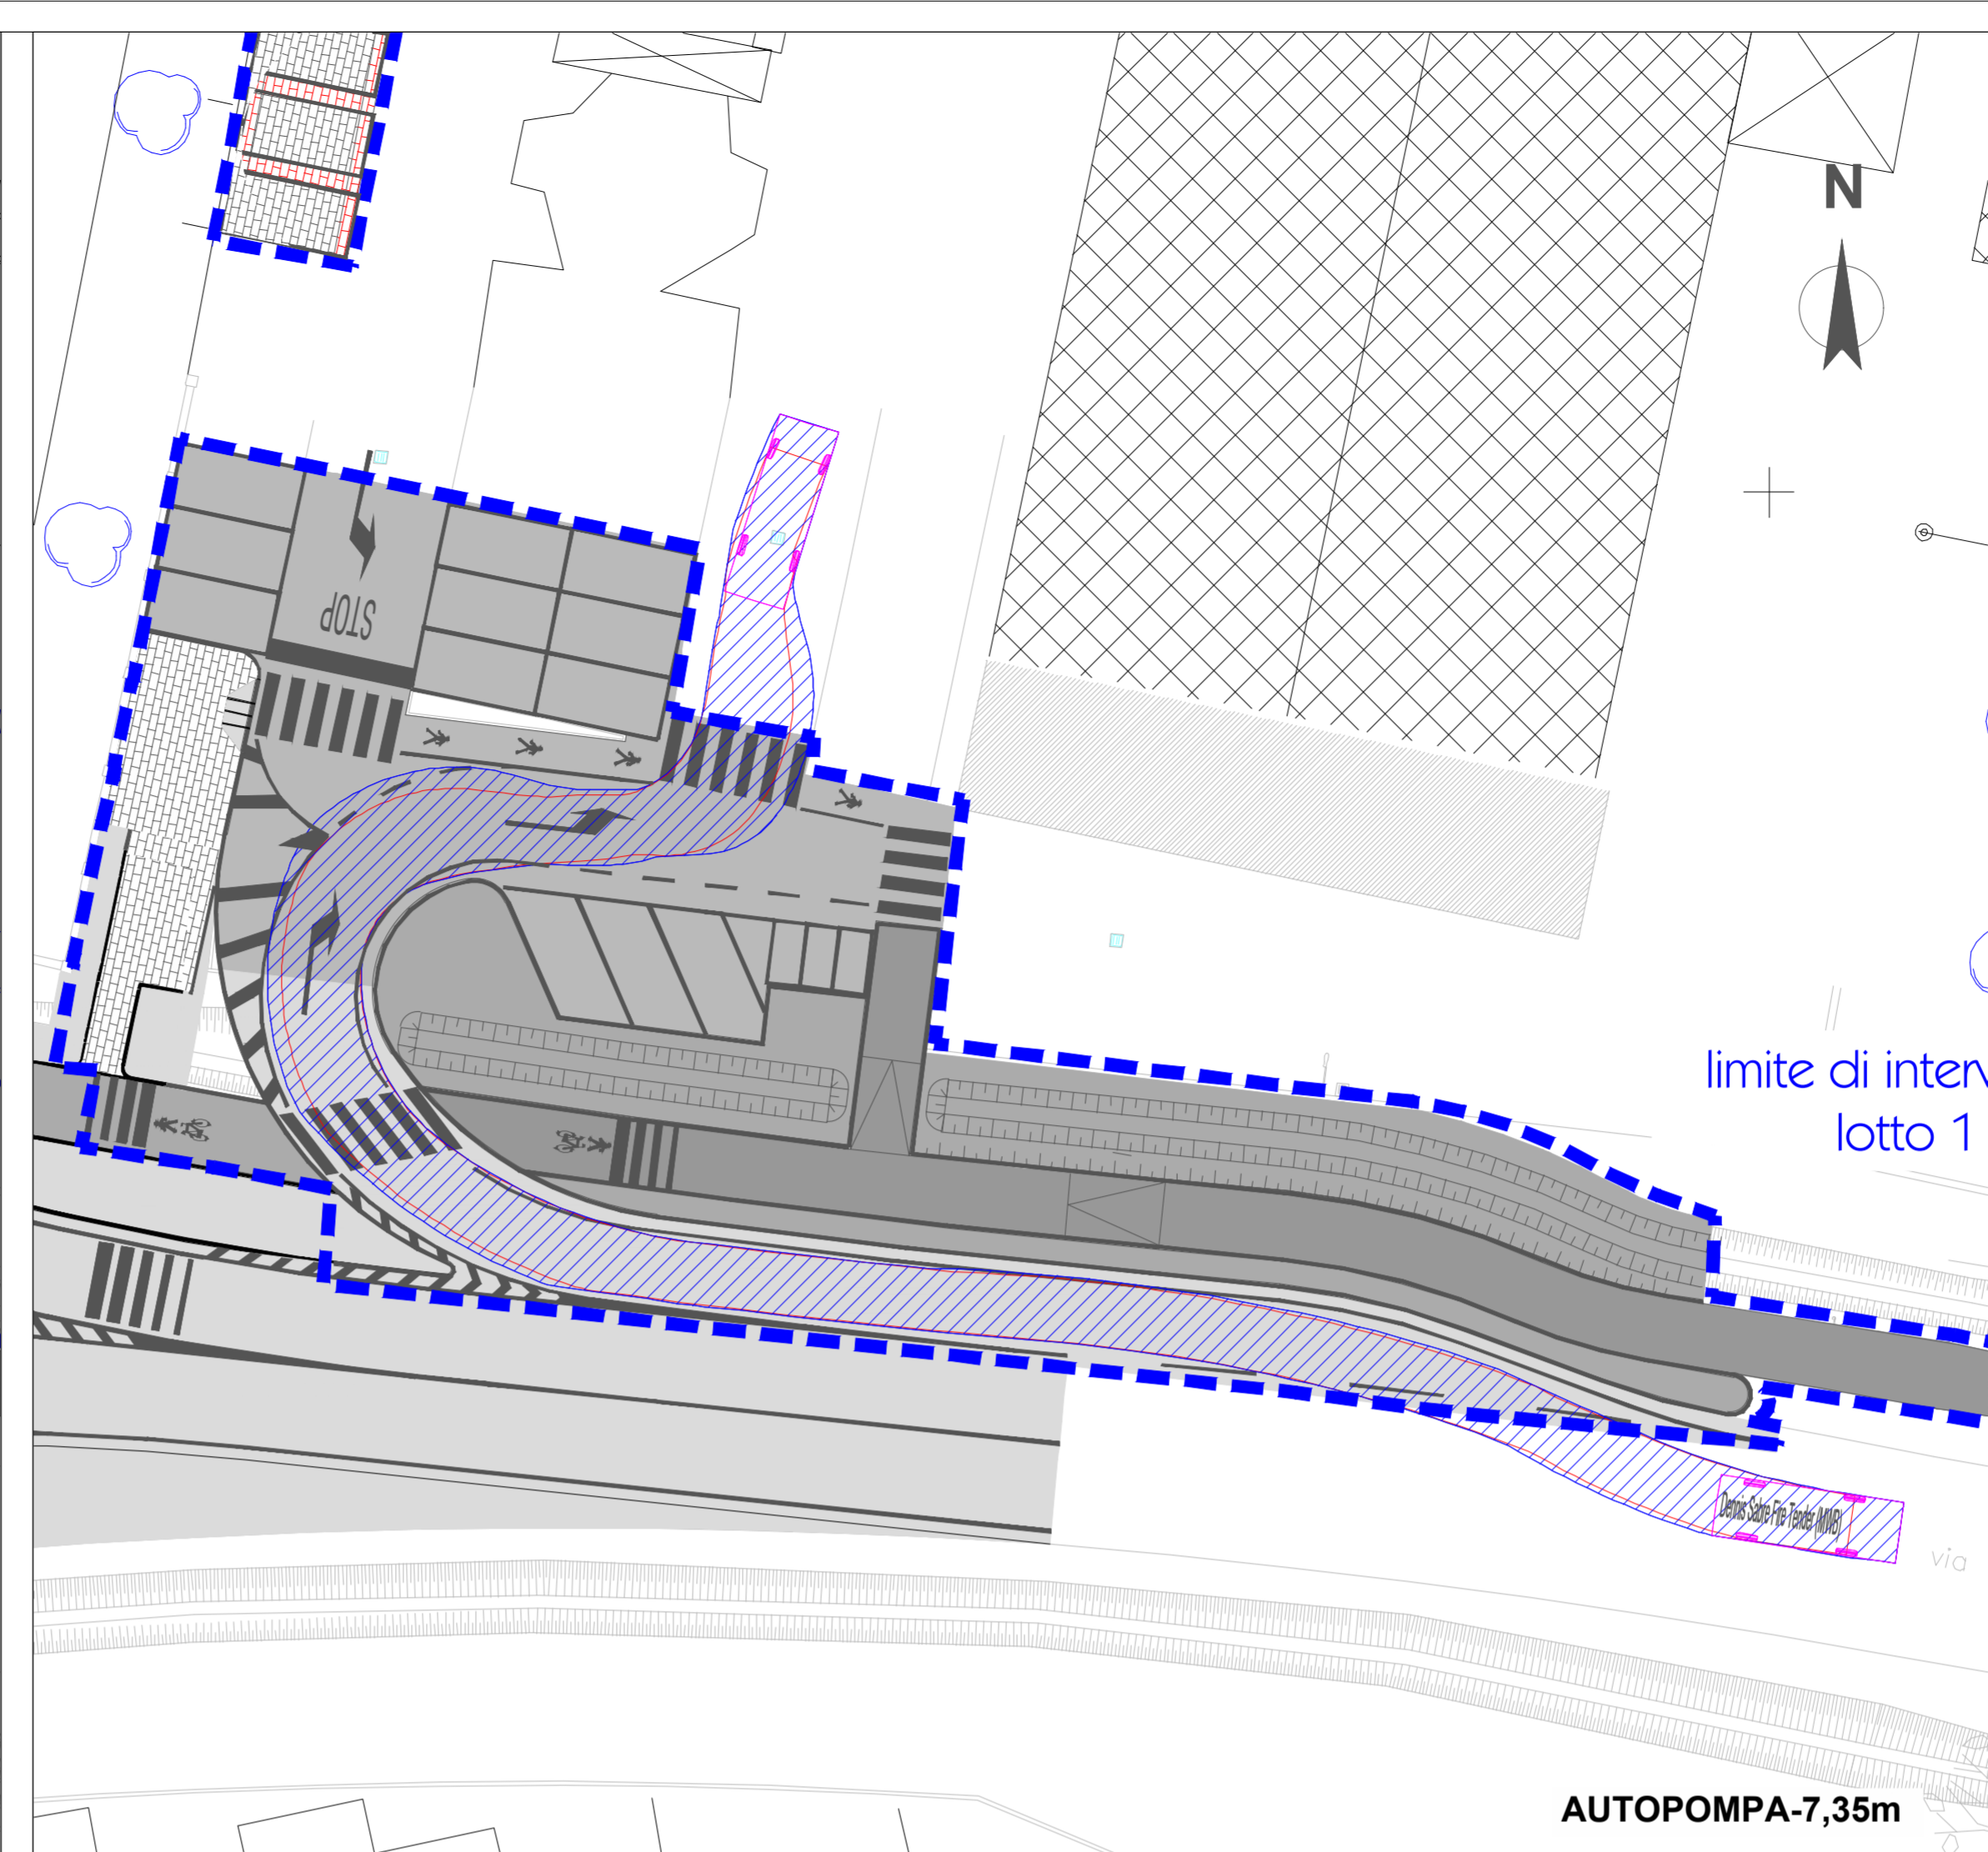 N
STOP
limite di interv
lotto 1
Dennis Sabre Fire Tender (MWB)
via
AUTOPOMPA-7,35m